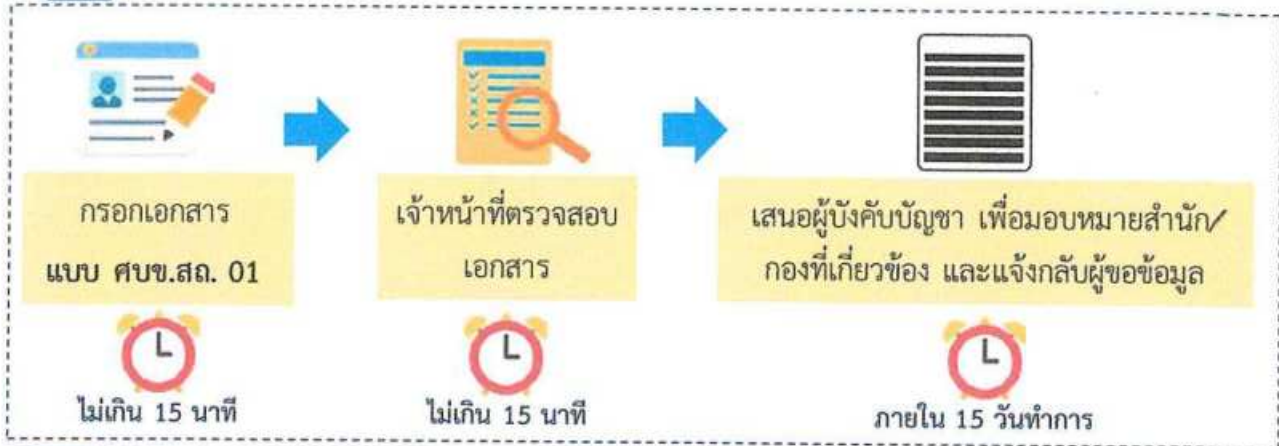 กรอกเอกสาร
แบบ ศบข.สถ. 01
ไม่เกิน 15 นาที
เจ้าหน้าที่ตรวจสอบ
เอกสาร
ไม่เกิน 15 นาที
เสนอผู้บังคับบัญชา เพื่อมอบหมายสำนัก/
กองที่เกี่ยวข้อง และแจ้งกลับผู้ขอข้อมูล
ภายใน 15 วันทำการ